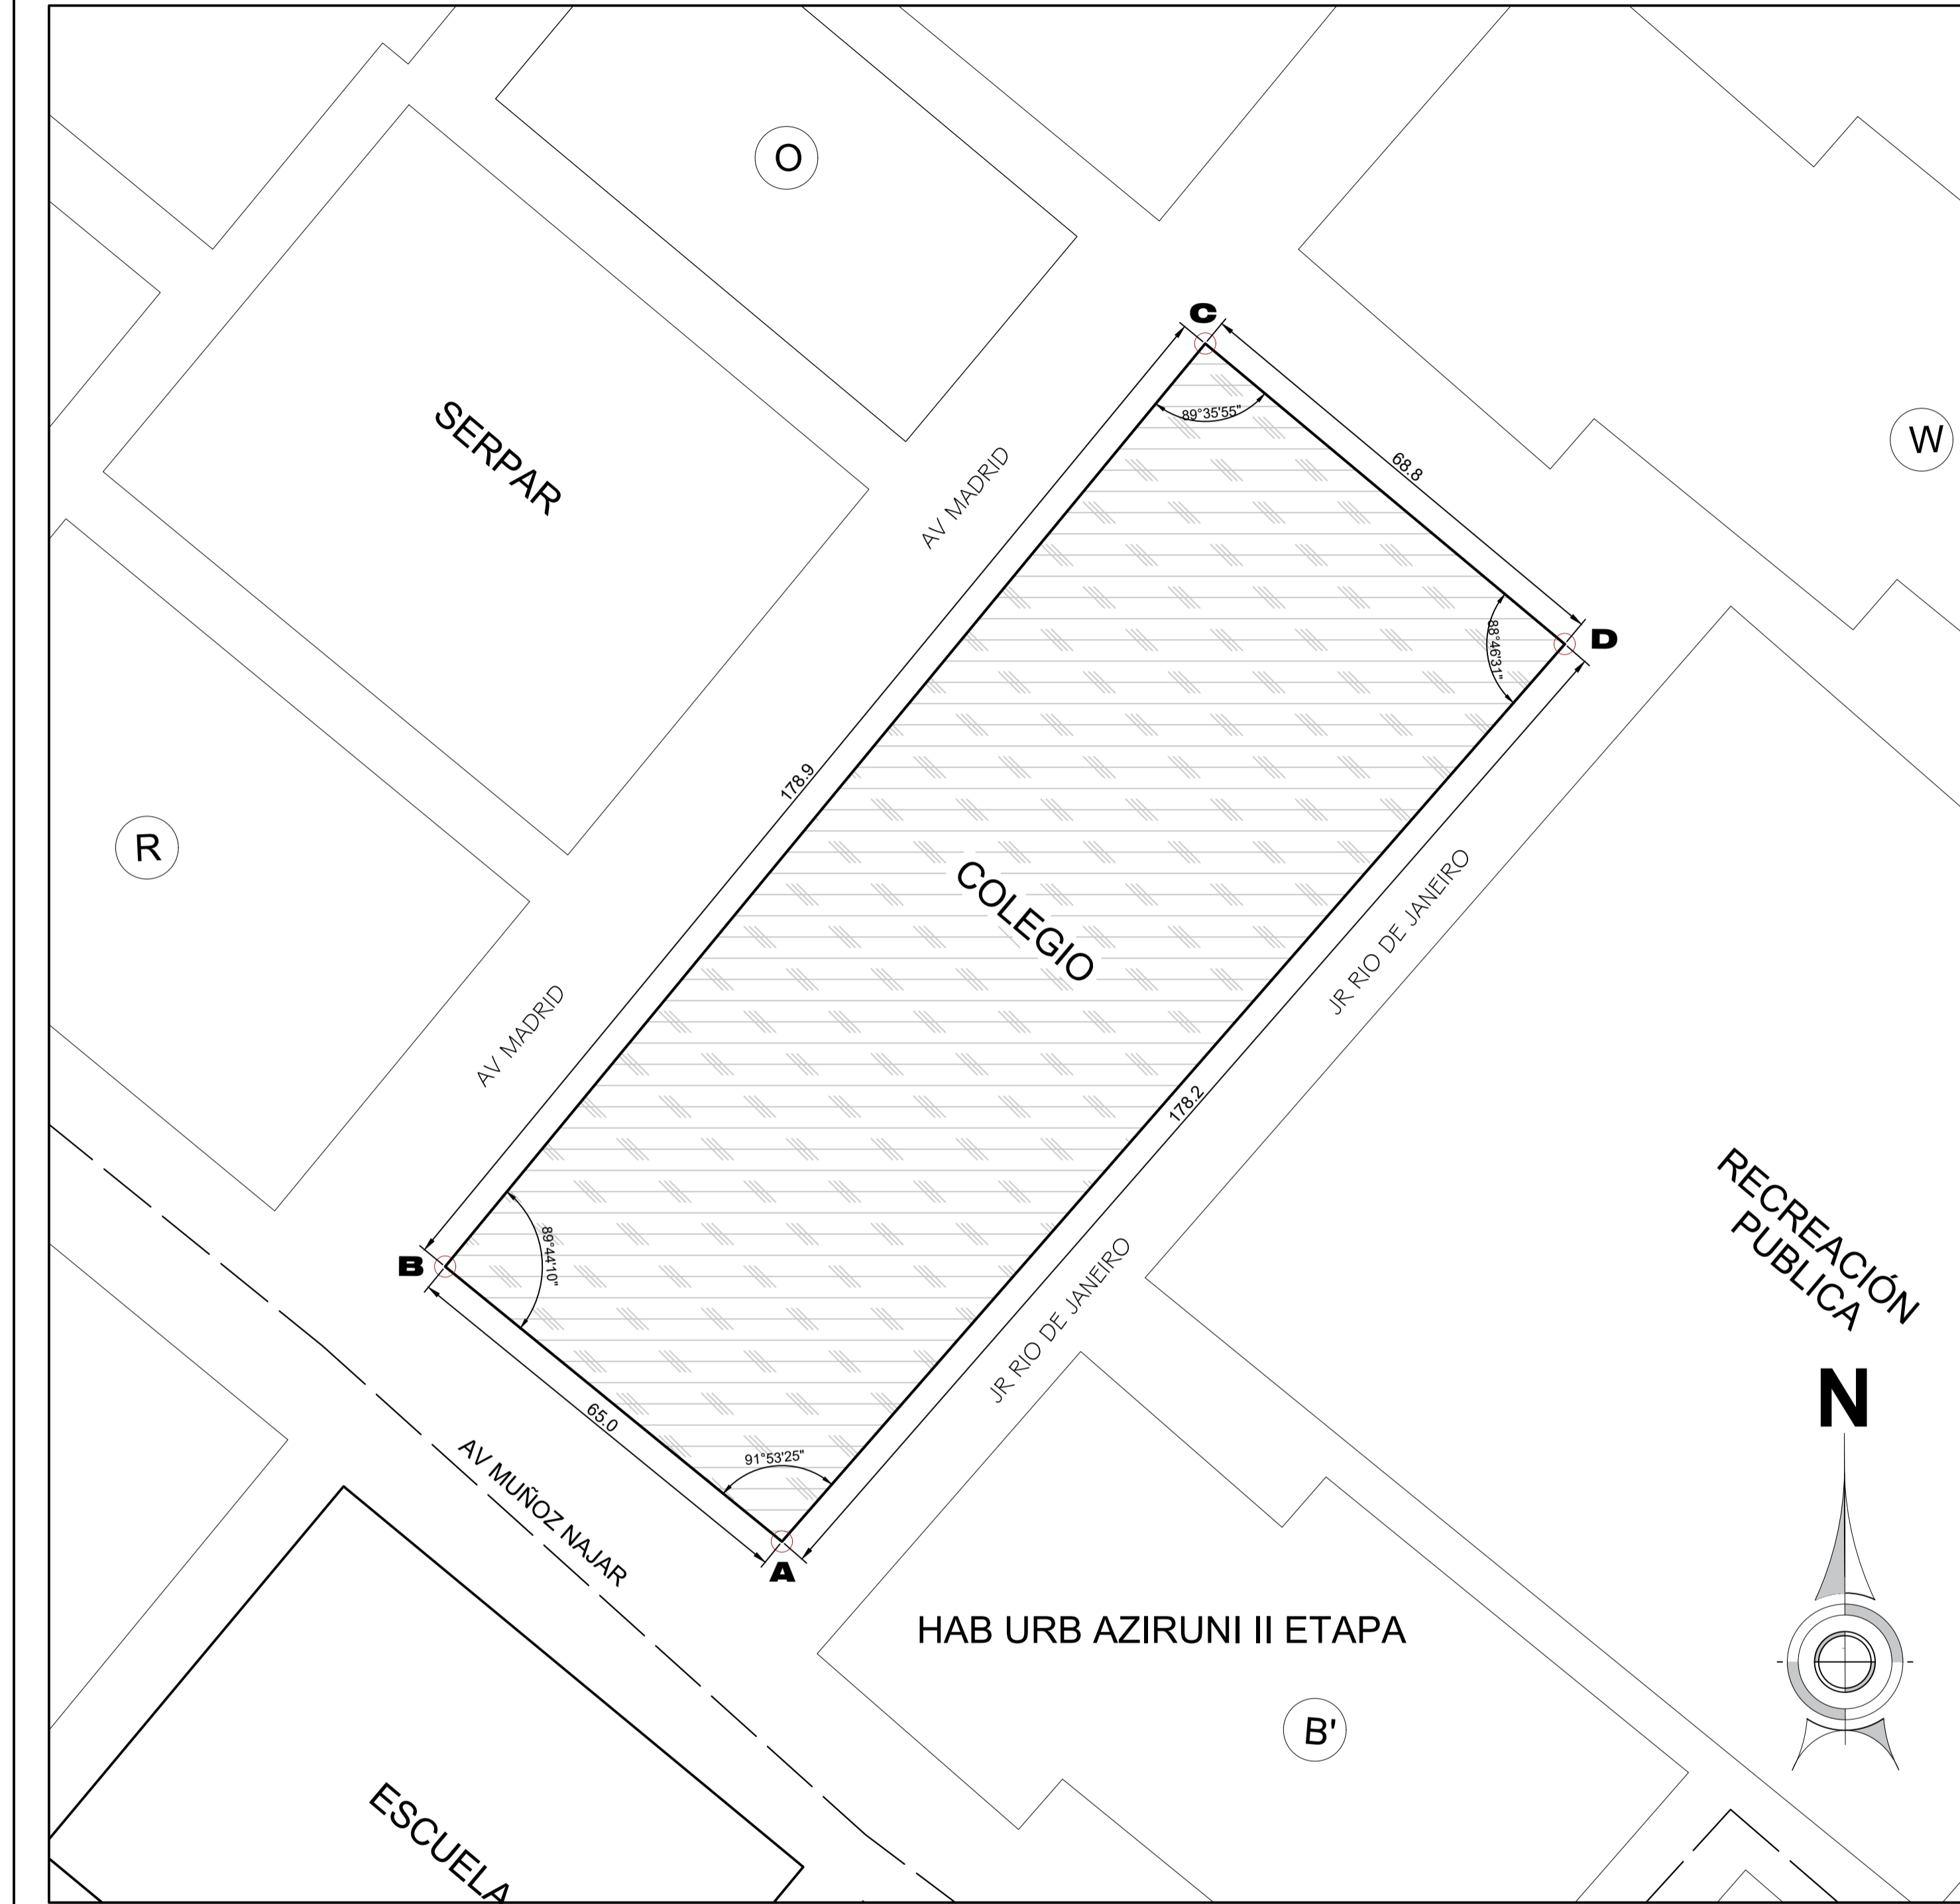 O
C
89°35'55"
68.8
W
SERPAR
AV MADRID
88°46'31"
D
178.9
R
COLEGIO
JR RIO DE JANEIRO
AV MADRID
178.2
RECREACIÓN
PUBLICA
B
89°44'10"
JR RIO DE JANEIRO
N
65.0
91°53'25"
AV MUÑOZ NAJAR
A
HAB URB AZIRUNI II ETAPA
B'
ESCUELA